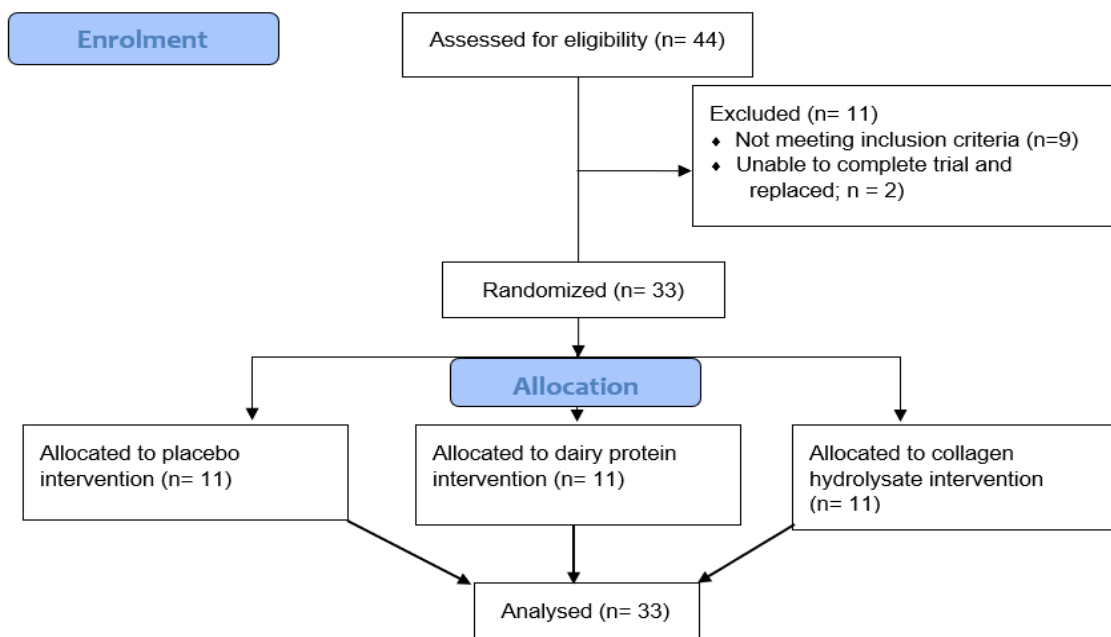 Enrolment
Assessed for eligibility (n= 44)
Excluded (n= 11)
♦ Not meeting inclusion criteria (n=9)
♦ Unable to complete trial and
replaced; n = 2)
Randomized (n= 33)
Allocation
Allocated to placebo
intervention (n= 11)
Allocated to dairy protein
intervention (n= 11)
Allocated to collagen
hydrolysate intervention
(n= 11)
Analysed (n= 33)